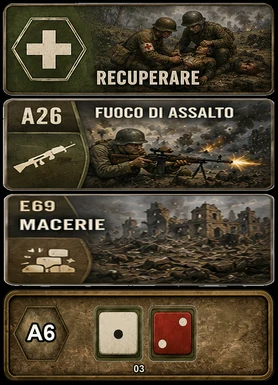 RECUPERARE
A26
FUOCO DI ASSALTO
E69
MACERIE
A6
03